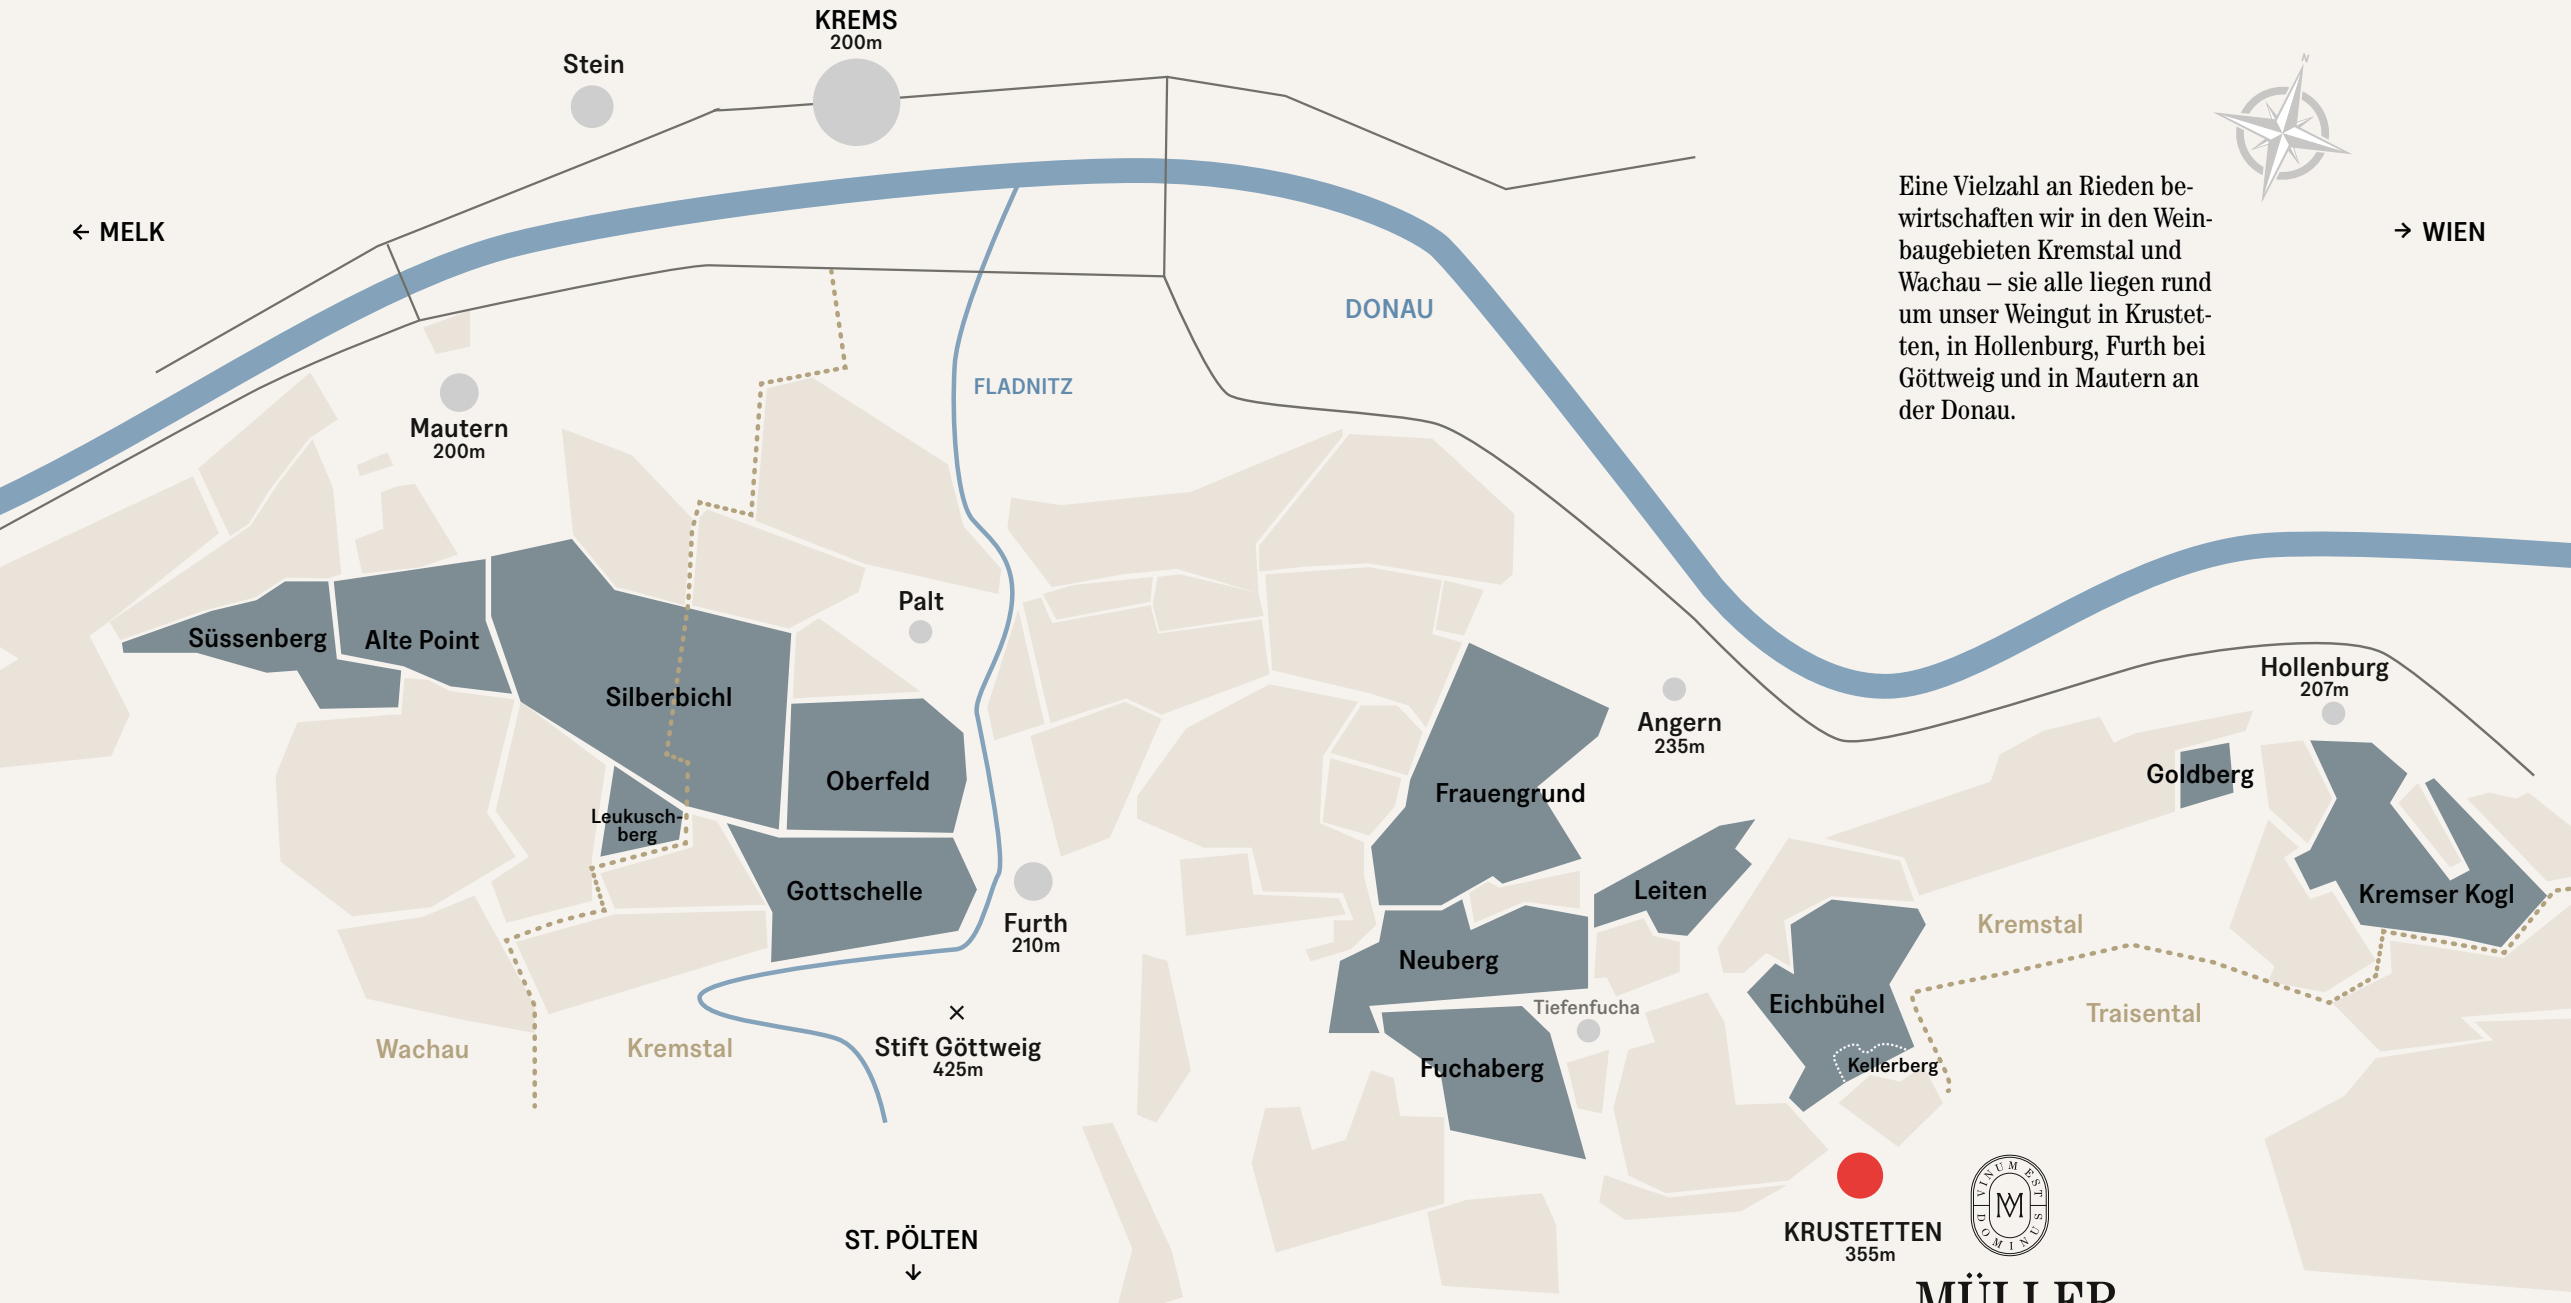 KREMS
200m
Stein
← MELK
→ WIEN
N
Eine Vielzahl an Rieden be-
wirtschaften wir in den Wein-
baugebieten Kremstal und
Wachau – sie alle liegen rund
um unser Weingut in Krustet-
ten, in Hollenburg, Furth bei
Göttweig und in Mautern an
der Donau.
DONAU
FLADNITZ
Mautern
200m
Palt
Süssenberg
Alte Point
Silberbichl
Oberfeld
Leukusch-
berg
Gottschelle
Furth
210m
Stift Göttweig
425m
Wachau
Kremstal
ST. PÖLTEN
↓
Angern
235m
Frauengrund
Leiten
Neuberg
Tiefenfucha
Fuchaberg
Eichbühel
Kellerberg
Hollenburg
207m
Goldberg
Kremser Kogl
Kremstal
Traisental
KRUSTETTEN
355m
VINUM EST
DOMINUS
M
MÜLLER